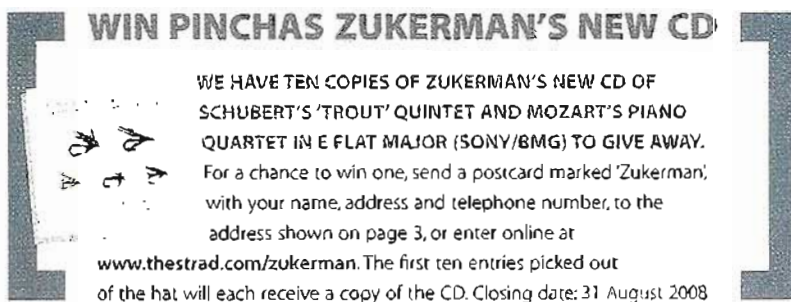 WIN PINCHAS ZUKERMAN'S NEW CD
WE HAVE TEN COPIES OF ZUKERMAN'S NEW CD OF
SCHUBERT'S 'TROUT' QUINTET AND MOZART'S PIANO
QUARTET IN E FLAT MAJOR (SONY/BMG) TO GIVE AWAY.
For a chance to win one, send a postcard marked 'Zukerman',
with your name, address and telephone number, to the
address shown on page 3, or enter online at
www.thestrad.com/zukerman. The first ten entries picked out
of the hat will each receive a copy of the CD. Closing date: 31 August 2008